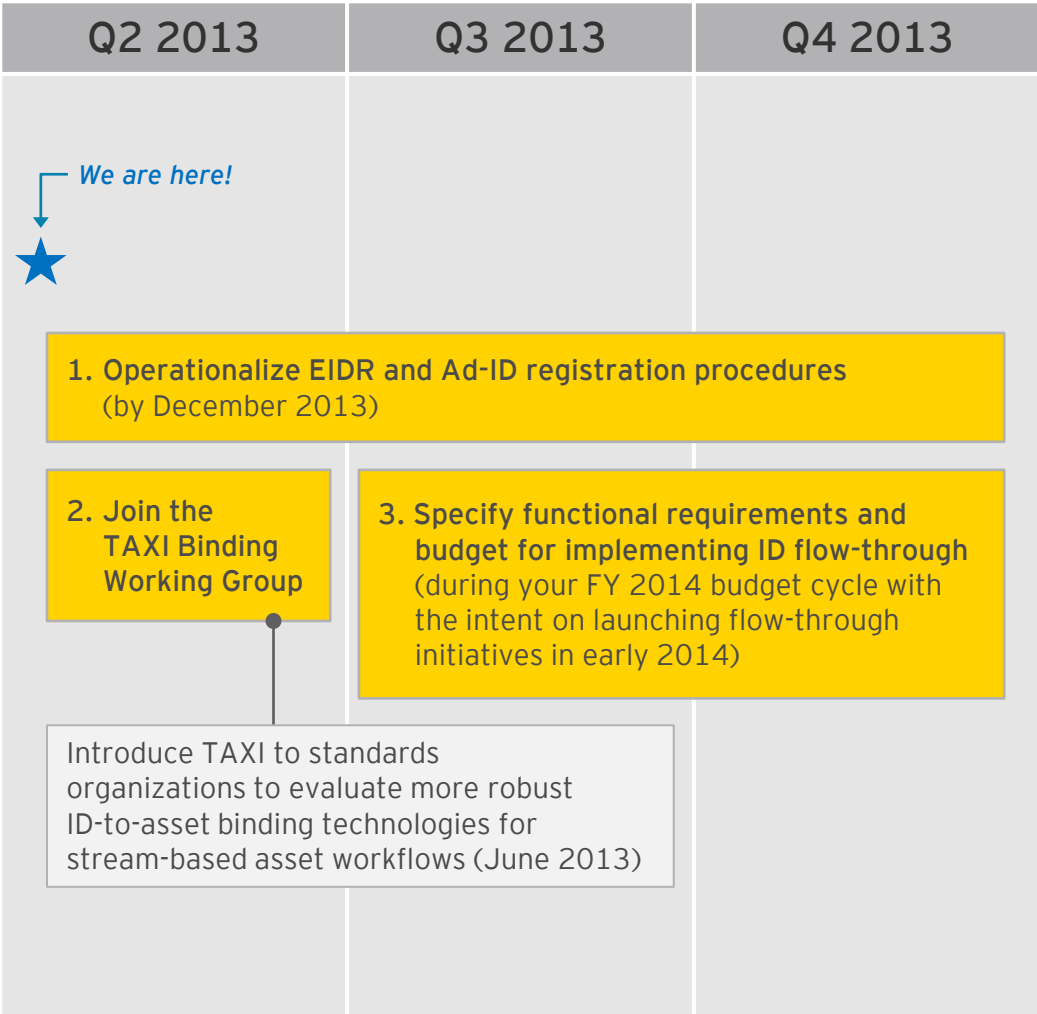 Q2 2013
Q3 2013
Q4 2013
We are here!
1. Operationalize EIDR and Ad-ID registration procedures
(by December 2013)
2. Join the
TAXI Binding
Working Group
3. Specify functional requirements and
budget for implementing ID flow-through
(during your FY 2014 budget cycle with
the intent on launching flow-through
initiatives in early 2014)
Introduce TAXI to standards
organizations to evaluate more robust
ID-to-asset binding technologies for
stream-based asset workflows (June 2013)